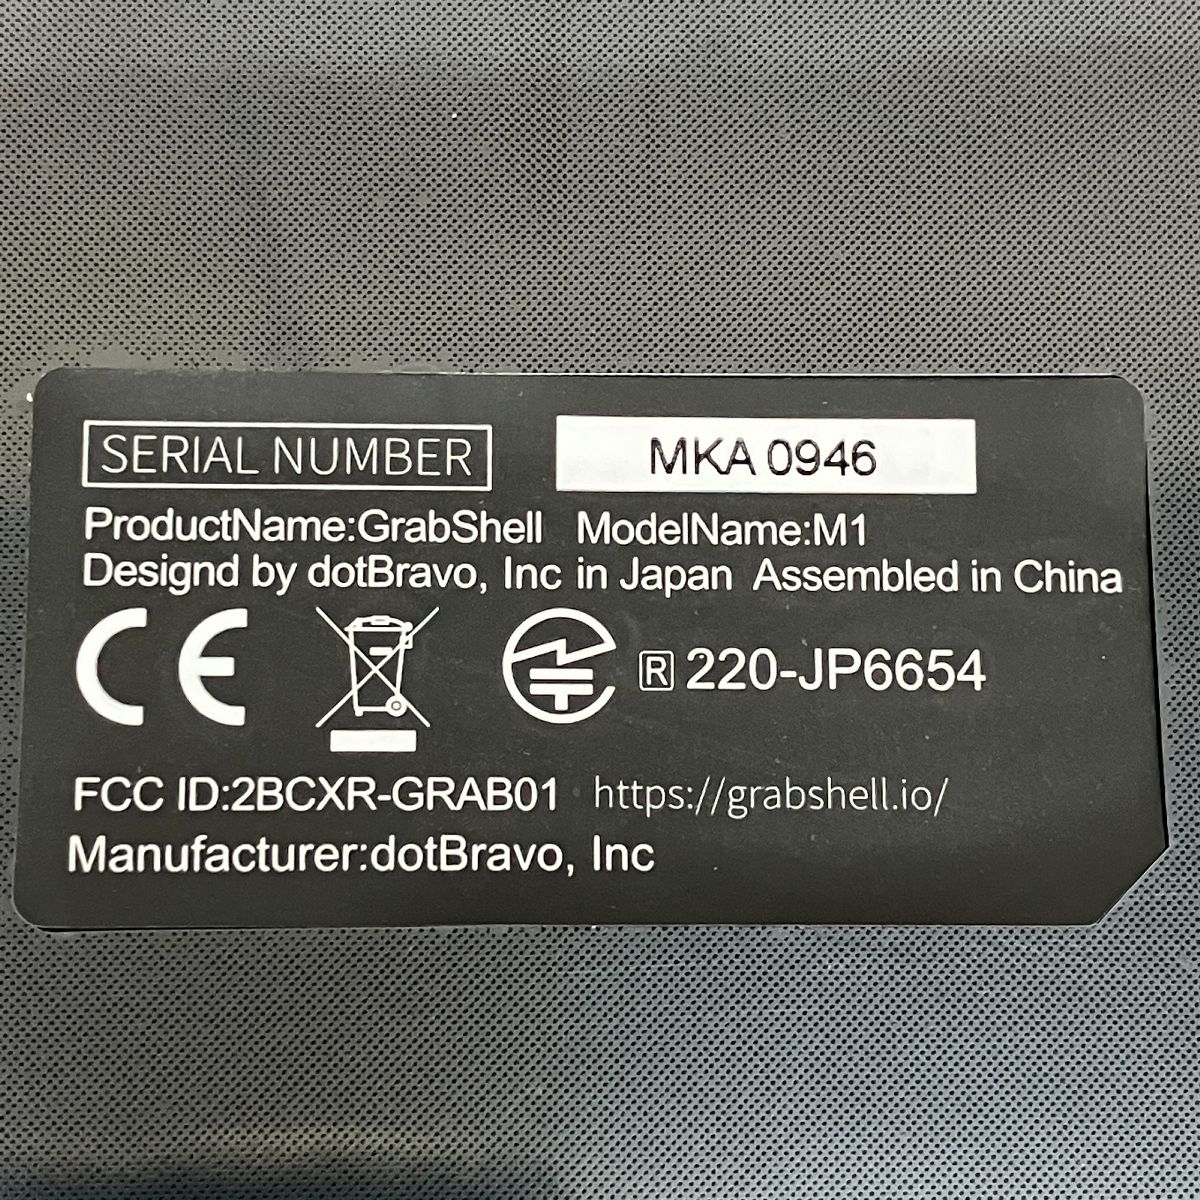 SERIAL NUMBER MKA 0946
ProductName:GrabShell ModelName:M1
Designd by dotBravo, Inc in Japan Assembled in China
CE R 220-JP6654
FCC ID:2BCXR-GRAB01 https://grabshell.io/
Manufacturer:dotBravo, Inc